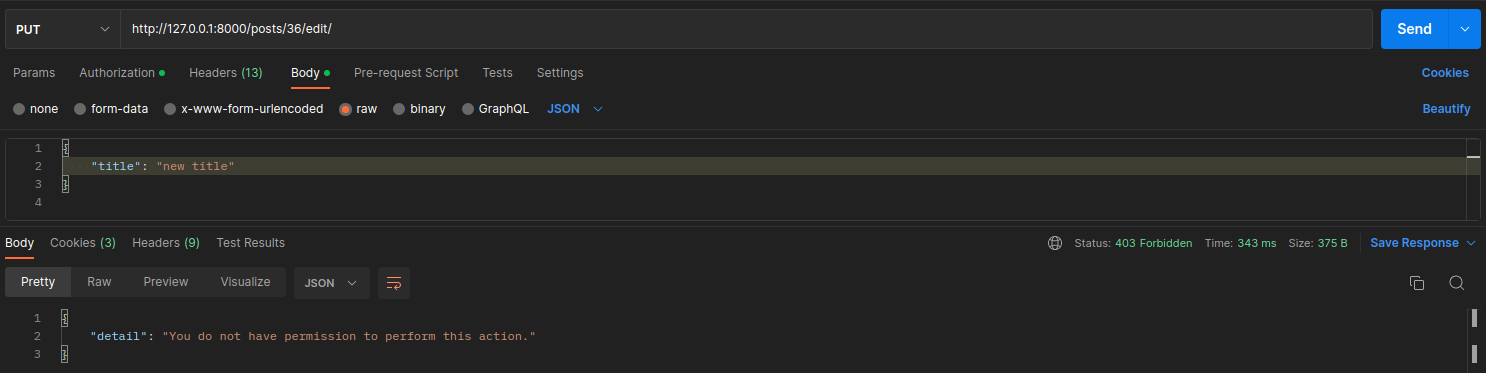 PUT http://127.0.0.1:8000/posts/36/edit/ Send
Params Authorization Headers (13) Body Pre-request Script Tests Settings Cookies
none form-data x-www-form-urlencoded raw binary GraphQL JSON Beautify
1 {
2 "title": "new title"
3 }
4
Body Cookies (3) Headers (9) Test Results Status: 403 Forbidden Time: 343 ms Size: 375 B Save Response
Pretty Raw Preview Visualize JSON
1 {
2 "detail": "You do not have permission to perform this action."
3 }